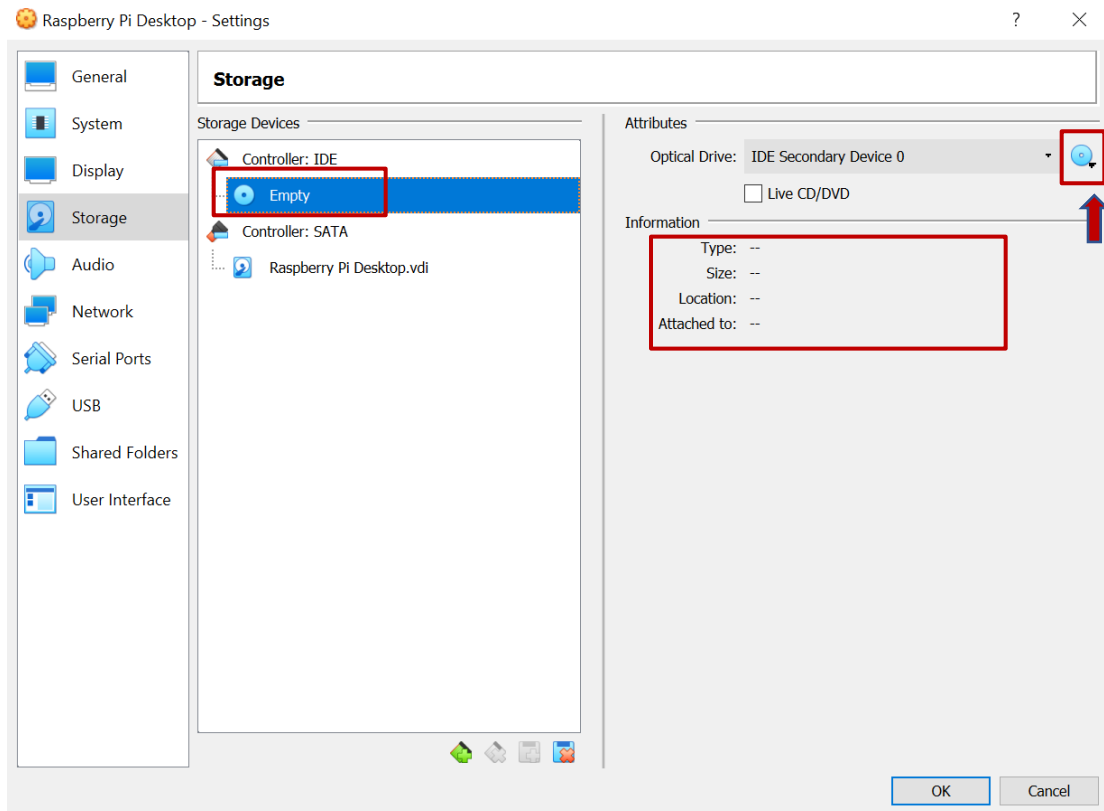 Raspberry Pi Desktop - Settings
?
General
System
Display
Storage
Audio
Network
Serial Ports
USB
Shared Folders
User Interface
Storage
Storage Devices
Controller: IDE
Empty
Controller: SATA
Raspberry Pi Desktop.vdi
Attributes
Optical Drive: IDE Secondary Device 0
Live CD/DVD
Information
Type: --
Size: --
Location: --
Attached to: --
OK
Cancel